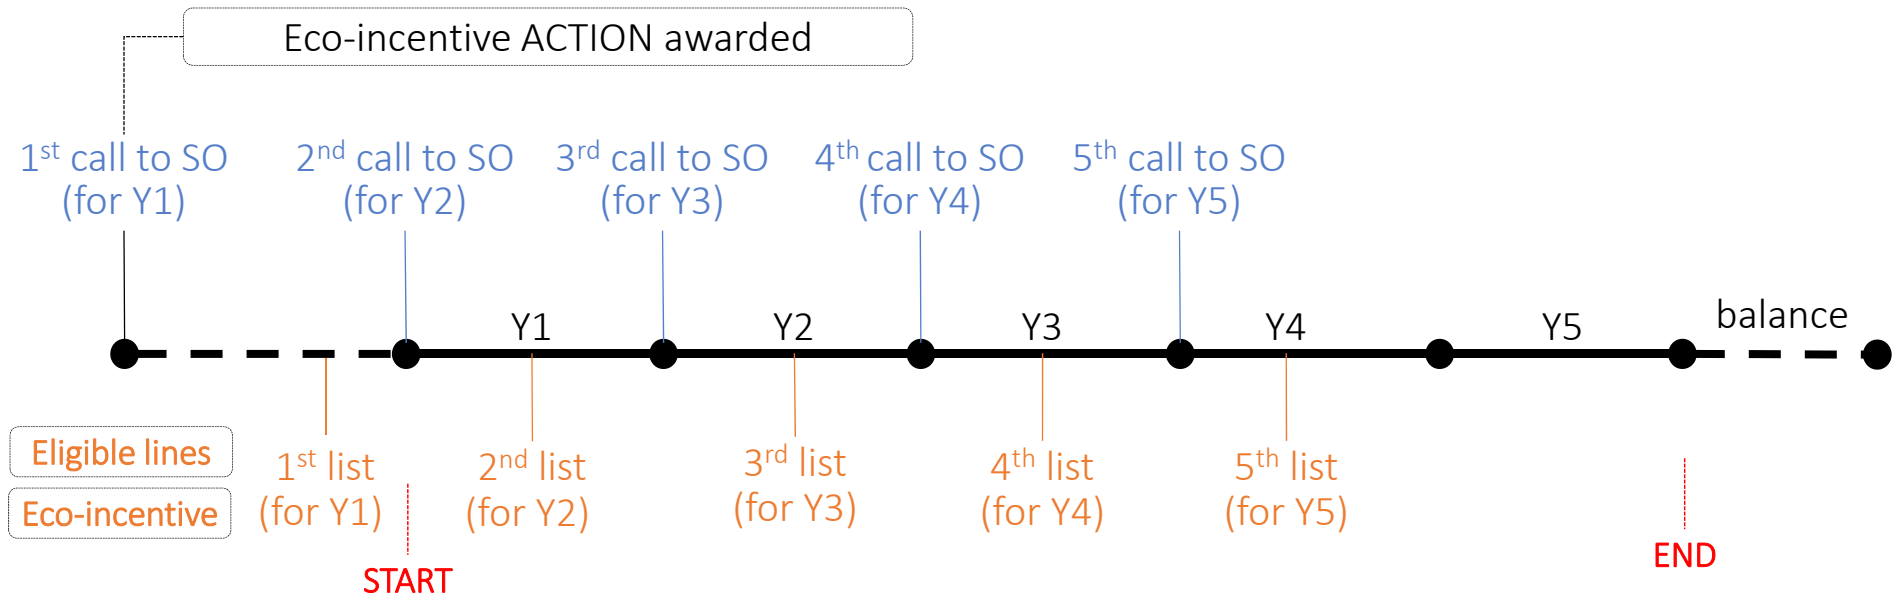 Eco-incentive ACTION awarded
1st call to SO
(for Y1)
2nd call to SO
(for Y2)
3rd call to SO
(for Y3)
4th call to SO
(for Y4)
5th call to SO
(for Y5)
Y1
Y2
Y3
Y4
Y5
balance
Eligible lines
Eco-incentive
1st list
(for Y1)
2nd list
(for Y2)
3rd list
(for Y3)
4th list
(for Y4)
5th list
(for Y5)
START
END